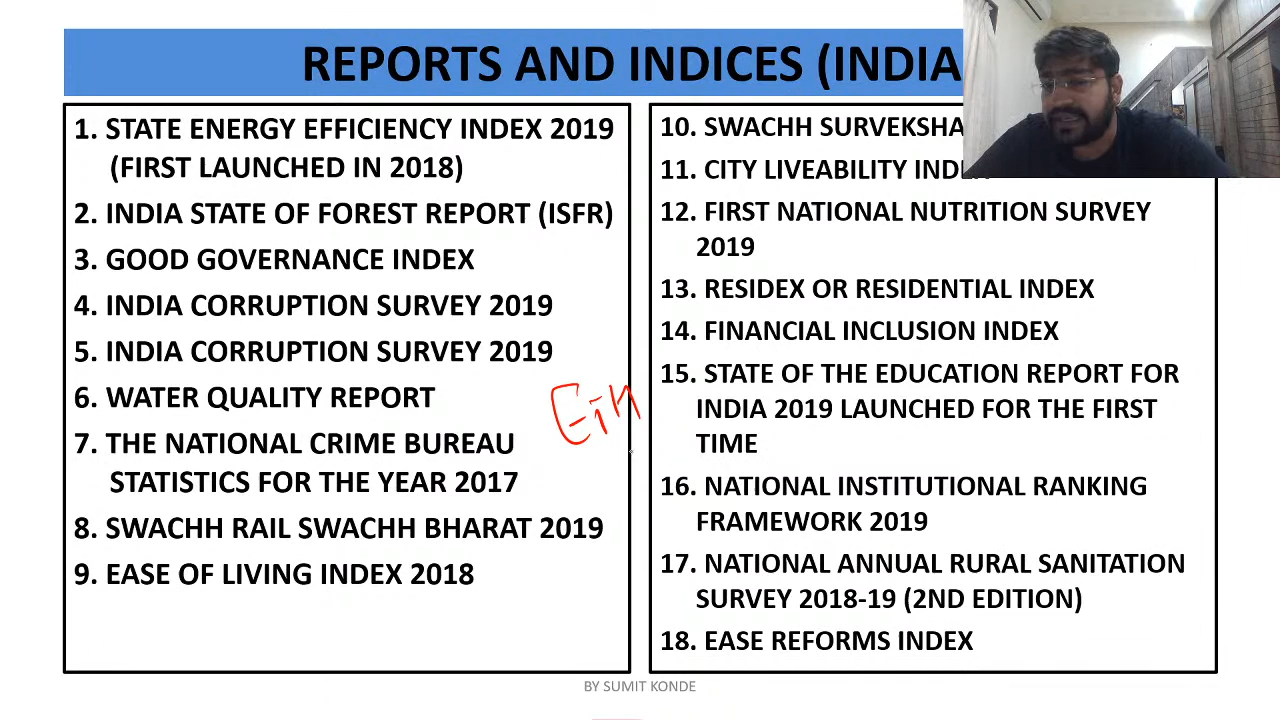 REPORTS AND INDICES (INDIA
1. STATE ENERGY EFFICIENCY INDEX 2019
(FIRST LAUNCHED IN 2018)
2. INDIA STATE OF FOREST REPORT (ISFR)
3. GOOD GOVERNANCE INDEX
4. INDIA CORRUPTION SURVEY 2019
5. INDIA CORRUPTION SURVEY 2019
6. WATER QUALITY REPORT
7. THE NATIONAL CRIME BUREAU
STATISTICS FOR THE YEAR 2017
8. SWACHH RAIL SWACHH BHARAT 2019
9. EASE OF LIVING INDEX 2018
10. SWACHH SURVEKSHA
11. CITY LIVEABILITY INDEX
12. FIRST NATIONAL NUTRITION SURVEY
2019
13. RESIDEX OR RESIDENTIAL INDEX
14. FINANCIAL INCLUSION INDEX
15. STATE OF THE EDUCATION REPORT FOR
INDIA 2019 LAUNCHED FOR THE FIRST
TIME
16. NATIONAL INSTITUTIONAL RANKING
FRAMEWORK 2019
17. NATIONAL ANNUAL RURAL SANITATION
SURVEY 2018-19 (2ND EDITION)
18. EASE REFORMS INDEX
BY SUMIT KONDE